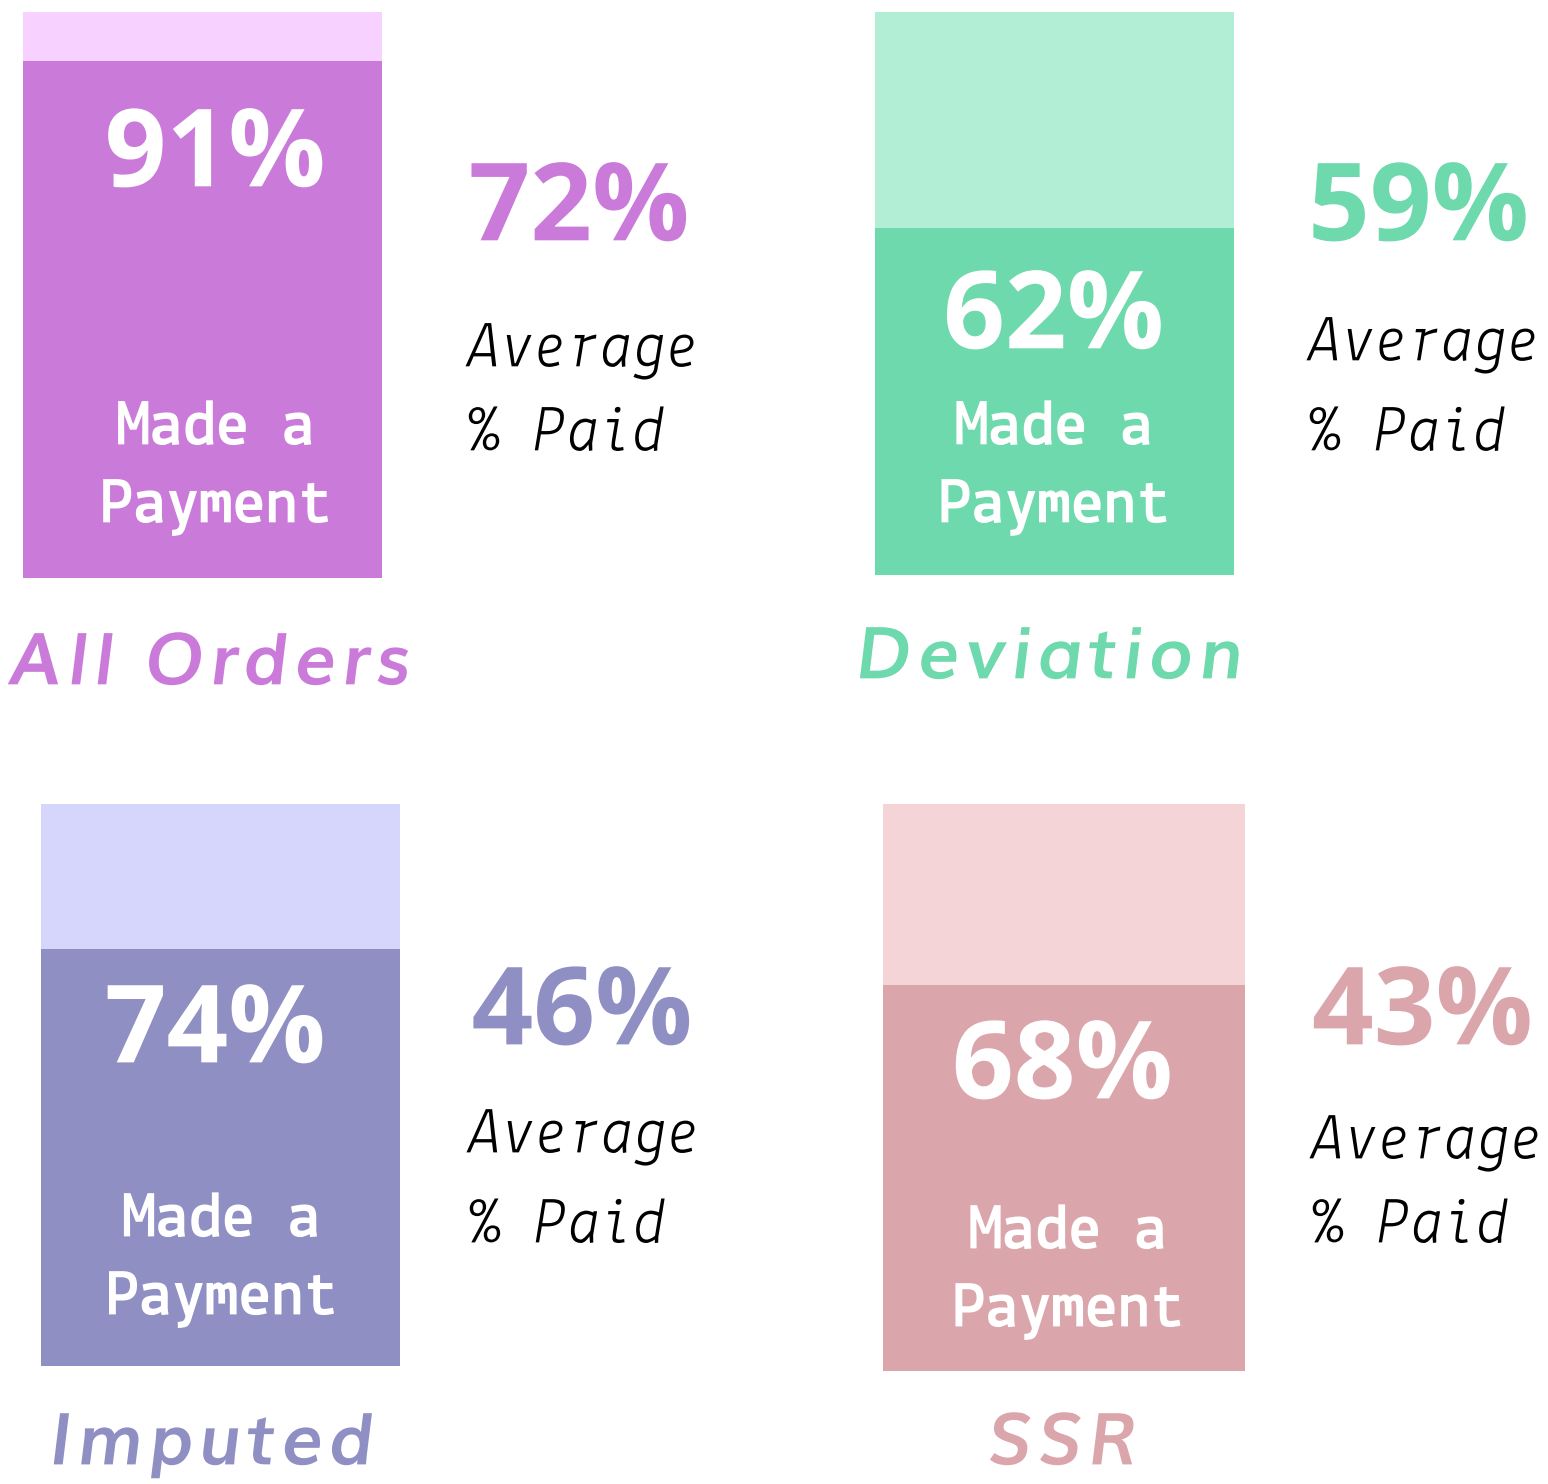 91%
Made a
Payment
72%
Average
% Paid
All Orders
62%
Made a
Payment
59%
Average
% Paid
Deviation
74%
Made a
Payment
46%
Average
% Paid
Imputed
68%
Made a
Payment
43%
Average
% Paid
SSR